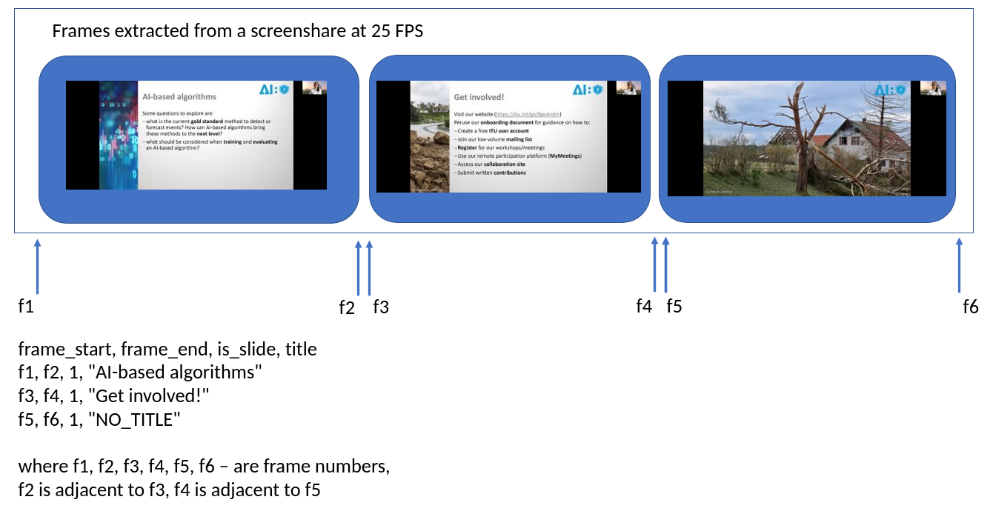 Frames extracted from a screenshare at 25 FPS
AI-based algorithms
Some questions to explore are:
–what is the current gold standard method to detect or
forecast events? How can AI-based algorithms bring
these methods to the next level?
–what should be considered when training and evaluating
an AI-based algorithm?
Get involved!
Visit our website
Peruse our onboarding document for guidance on how to:
–Create a free ITU user account
–Join our low-volume mailing list
–Register for our workshops/meetings
–Use our remote participation platform (MyMeetings)
–Access our collaboration site
–Submit written contributions
f1
f2
f3
f4
f5
f6
frame_start, frame_end, is_slide, title
f1, f2, 1, "AI-based algorithms"
f3, f4, 1, "Get involved!"
f5, f6, 1, "NO_TITLE"
where f1, f2, f3, f4, f5, f6 – are frame numbers,
f2 is adjacent to f3, f4 is adjacent to f5